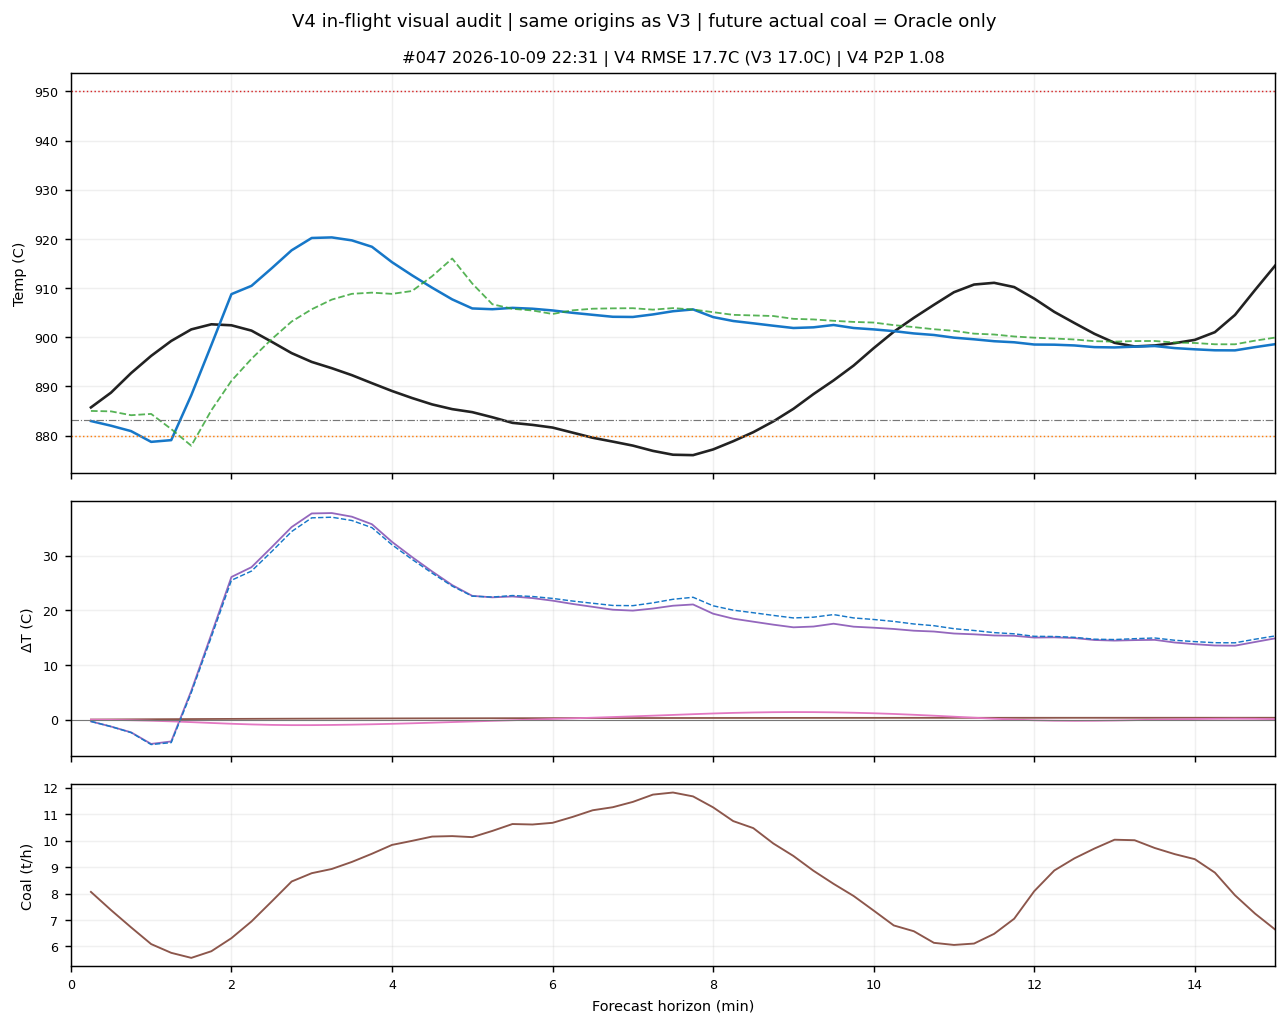 V4 in-flight visual audit | same origins as V3 | future actual coal = Oracle only
#047 2026-10-09 22:31 | V4 RMSE 17.7C (V3 17.0C) | V4 P2P 1.08
950
940
930
920
910
900
890
880
Temp (C)
30
20
10
0
ΔT (C)
12
11
10
9
8
7
6
Coal (t/h)
0 2 4 6 8 10 12 14
Forecast horizon (min)